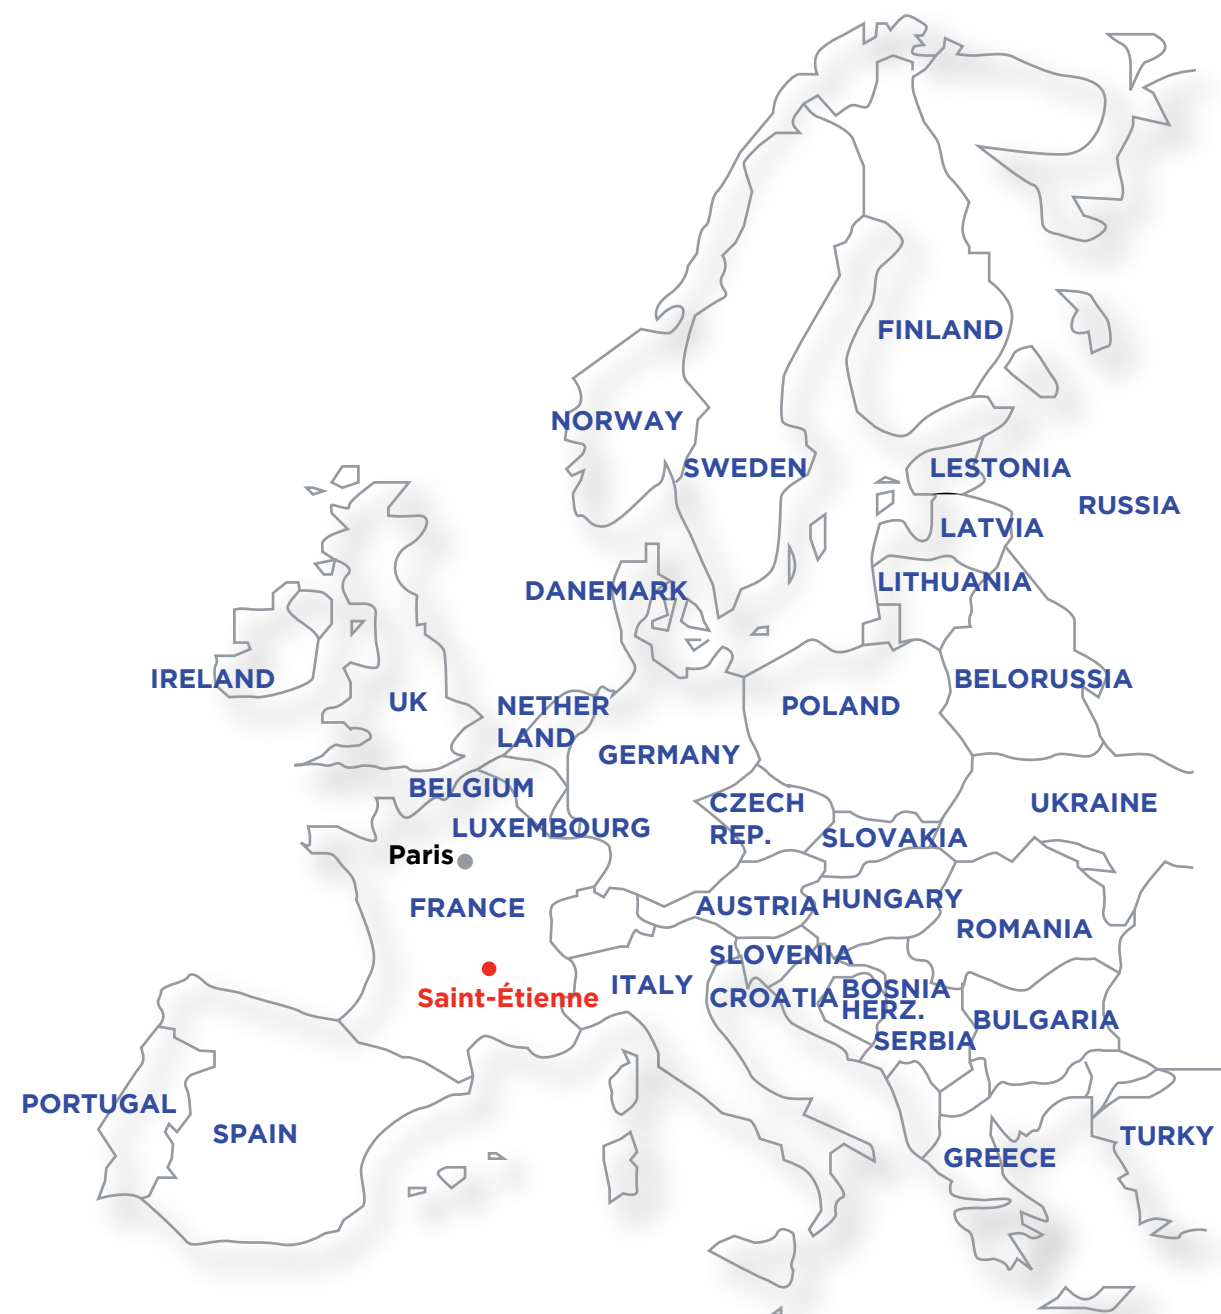 FINLAND
NORWAY
SWEDEN
LESTONIA
RUSSIA
LATVIA
LITHUANIA
DANEMARK
IRELAND
UK
NETHER
LAND
BELORUSSIA
POLAND
GERMANY
BELGIUM
CZECH
REP.
UKRAINE
LUXEMBOURG
SLOVAKIA
Paris
FRANCE
AUSTRIA
HUNGARY
ROMANIA
SLOVENIA
ITALY
Saint-Étienne
CROATIA
BOSNIA
HERZ.
BULGARIA
SERBIA
PORTUGAL
SPAIN
TURKY
GREECE